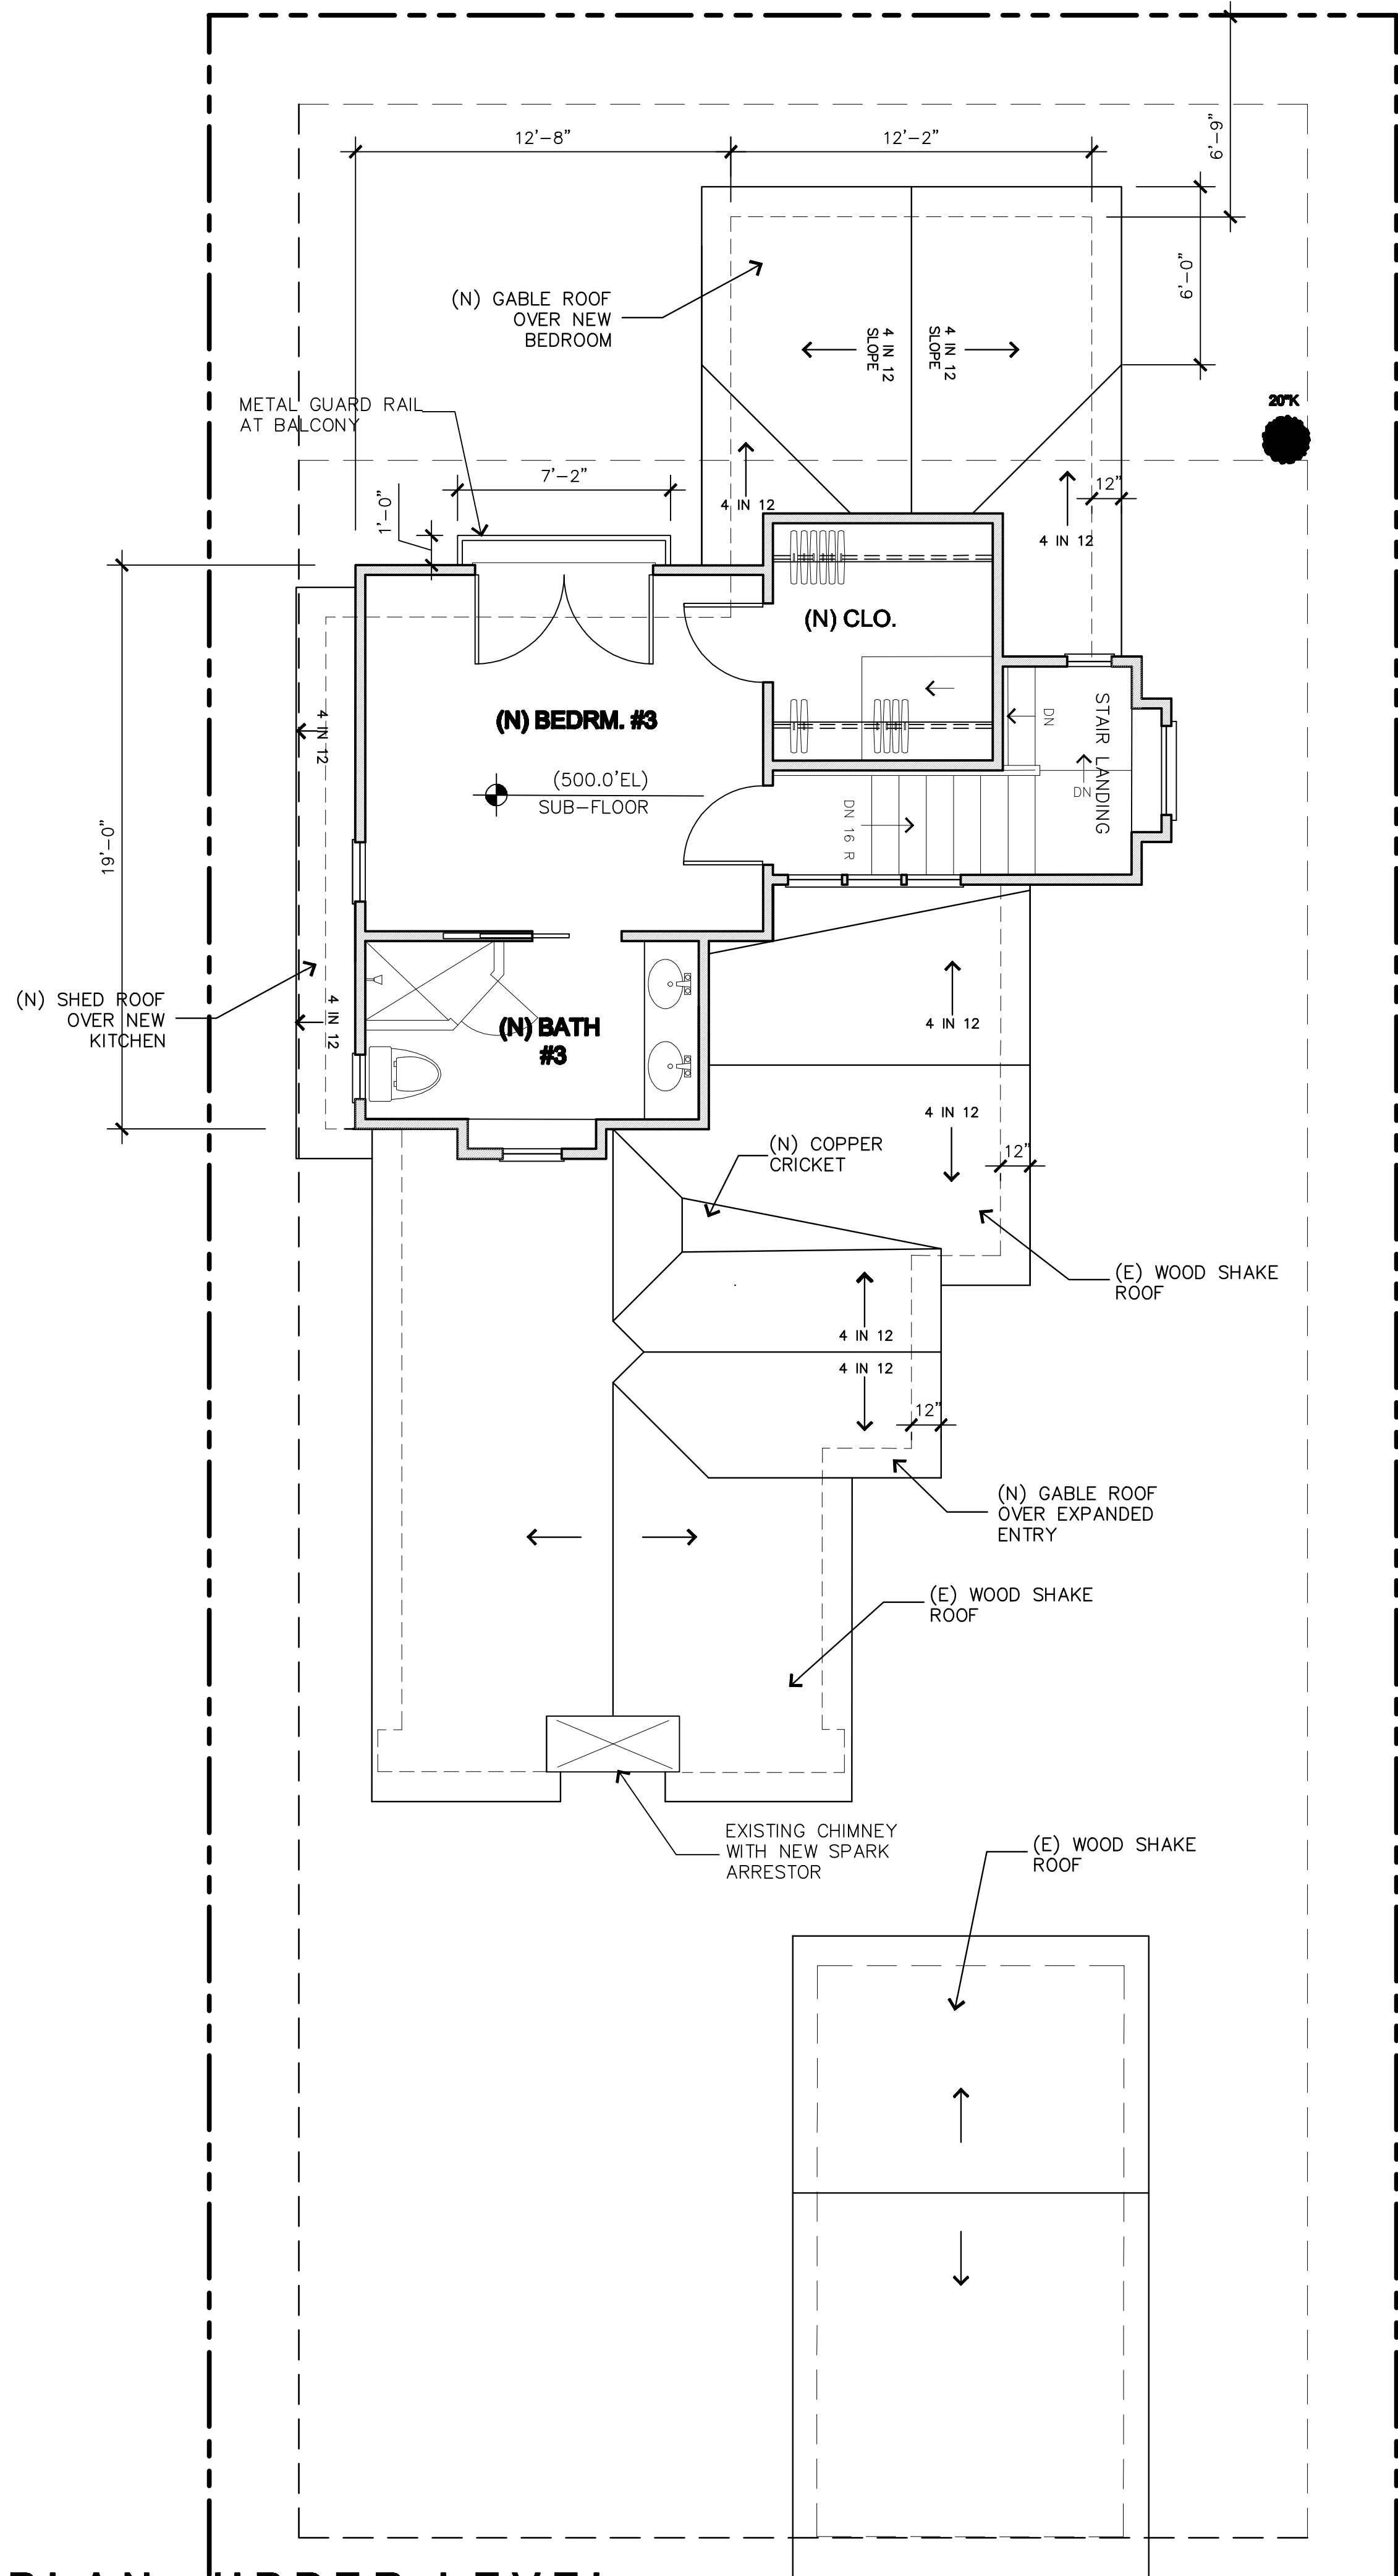 12'-8"
12'-2"
6'-9"
6'-0"
(N) GABLE ROOF
OVER NEW
BEDROOM
4 IN 12
SLOPE
4 IN 12
SLOPE
METAL GUARD RAIL
AT BALCONY
20"K
7'-2"
1'-0"
4 IN 12
12"
4 IN 12
(N) CLO.
4 IN 12
(N) BEDRM. #3
DN
STAIR LANDING
(500.0'EL)
SUB-FLOOR
DN
DN 16 R
19'-0"
(N) SHED ROOF
OVER NEW
KITCHEN
4 IN 12
(N) BATH
#3
4 IN 12
4 IN 12
(N) COPPER
CRICKET
12"
(E) WOOD SHAKE
ROOF
4 IN 12
4 IN 12
12"
(N) GABLE ROOF
OVER EXPANDED
ENTRY
(E) WOOD SHAKE
ROOF
EXISTING CHIMNEY
WITH NEW SPARK
ARRESTOR
(E) WOOD SHAKE
ROOF